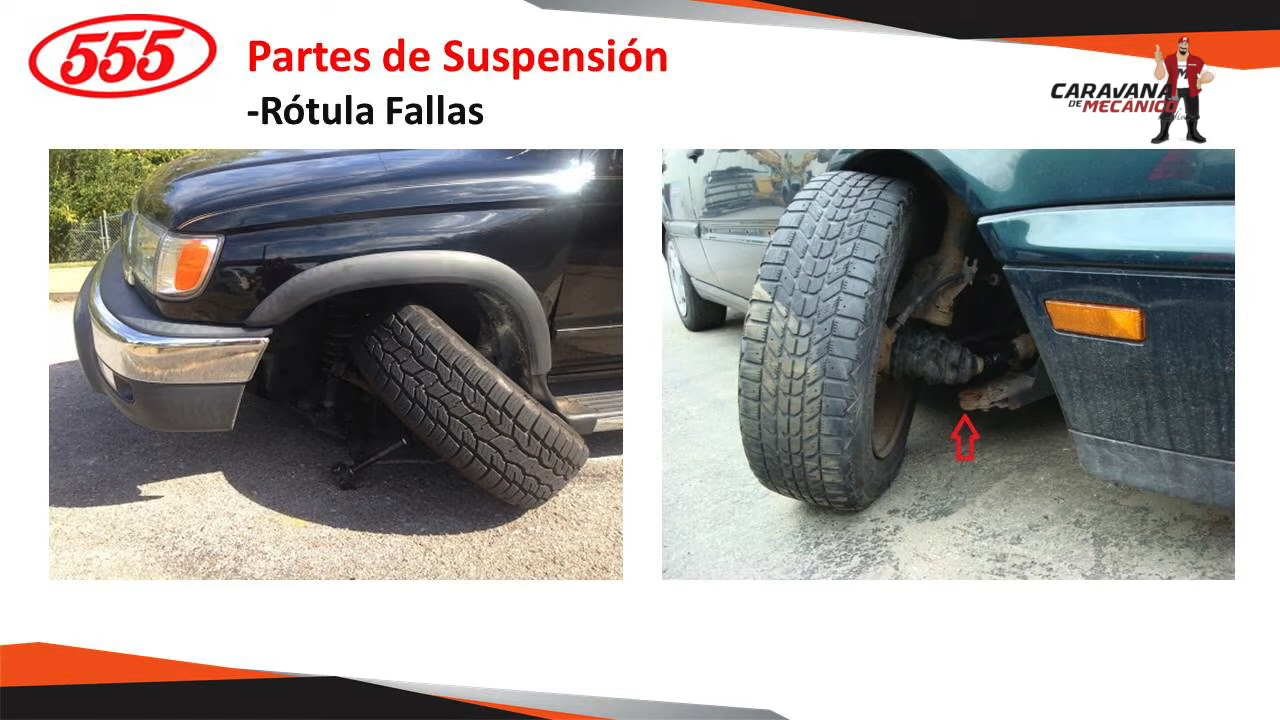 555
Partes de Suspensión
-Rótula Fallas
CARAVANA
DE MECÁNICO
M